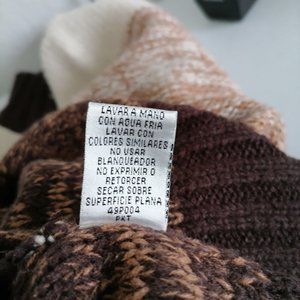 LAVAR A MANO
CON AGUA FRIA
LAVAR CON
COLORES SIMILARES
NO USAR
BLANQUEADOR
NO EXPRIMIR O
RETORCER
SECAR SOBRE
SUPERFICIE PLANA
49P004
PKT